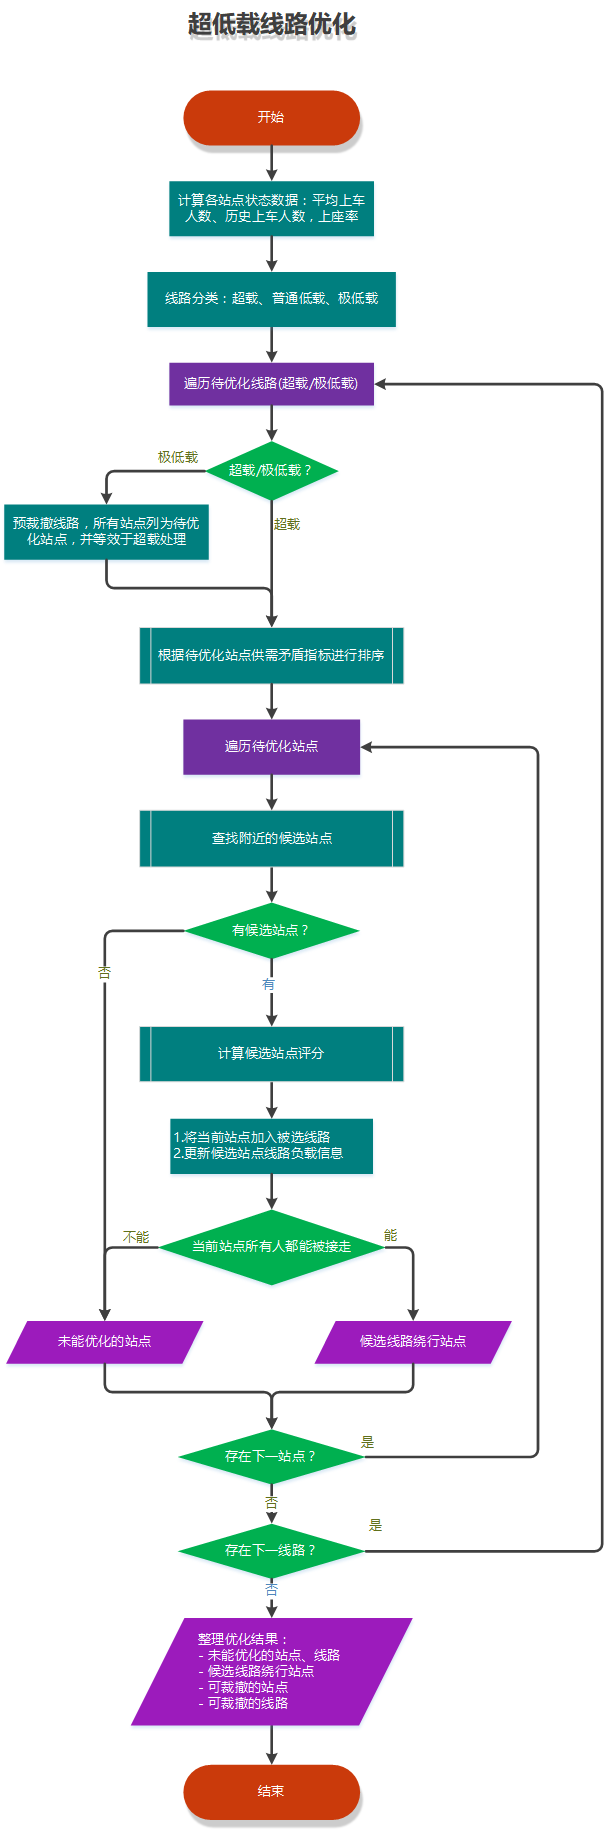 超低载线路优化
开始
计算各站点状态数据：平均上车
人数、历史上车人数，上座率
线路分类：超载、普通低载、极低载
遍历待优化线路(超载/极低载)
超载/极低载？
极低载
超载
预裁撤线路，所有站点列为待优
化站点，并等效于超载处理
根据待优化站点供需矛盾指标进行排序
遍历待优化站点
查找附近的候选站点
有候选站点？
否
有
计算候选站点评分
1.将当前站点加入被选线路
2.更新候选站点线路负载信息
当前站点所有人都能被接走
不能
能
未能优化的站点
候选线路绕行站点
存在下一站点？
是
否
存在下一线路？
是
否
整理优化结果：
- 未能优化的站点、线路
- 候选线路绕行站点
- 可裁撤的站点
- 可裁撤的线路
结束